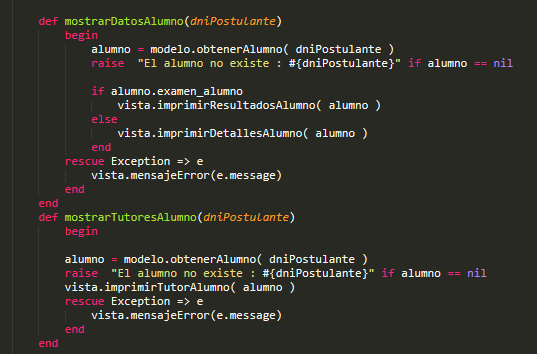 def mostrarDatosAlumno(dniPostulante)
begin
alumno = modelo.obtenerAlumno( dniPostulante )
raise  "El alumno no existe : #{dniPostulante}" if alumno == nil
if alumno.examen_alumno
vista.imprimirResultadosAlumno( alumno )
else
vista.imprimirDetallesAlumno( alumno )
end
rescue Exception => e
vista.mensajeError(e.message)
end
end
def mostrarTutoresAlumno(dniPostulante)
begin
alumno = modelo.obtenerAlumno( dniPostulante )
raise  "El alumno no existe : #{dniPostulante}" if alumno == nil
vista.imprimirTutorAlumno( alumno )
rescue Exception => e
vista.mensajeError(e.message)
end
end